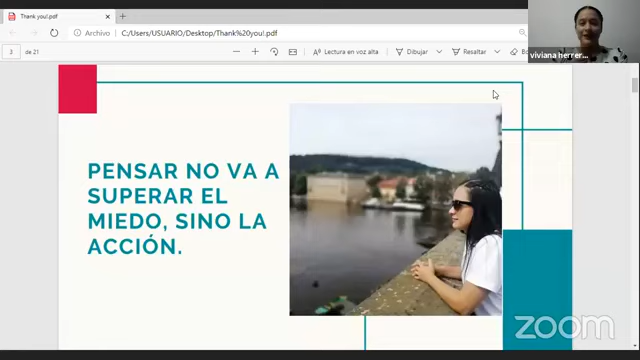 Thank you!.pdf
Archivo
C:/Users/USUARIO/Desktop/Thank%20you!.pdf
3 de 21
Lectura en voz alta
Dibujar
Resaltar
viviana herrer...
PENSAR NO VA A
SUPERAR EL
MIEDO, SINO LA
ACCIÓN.
zoom